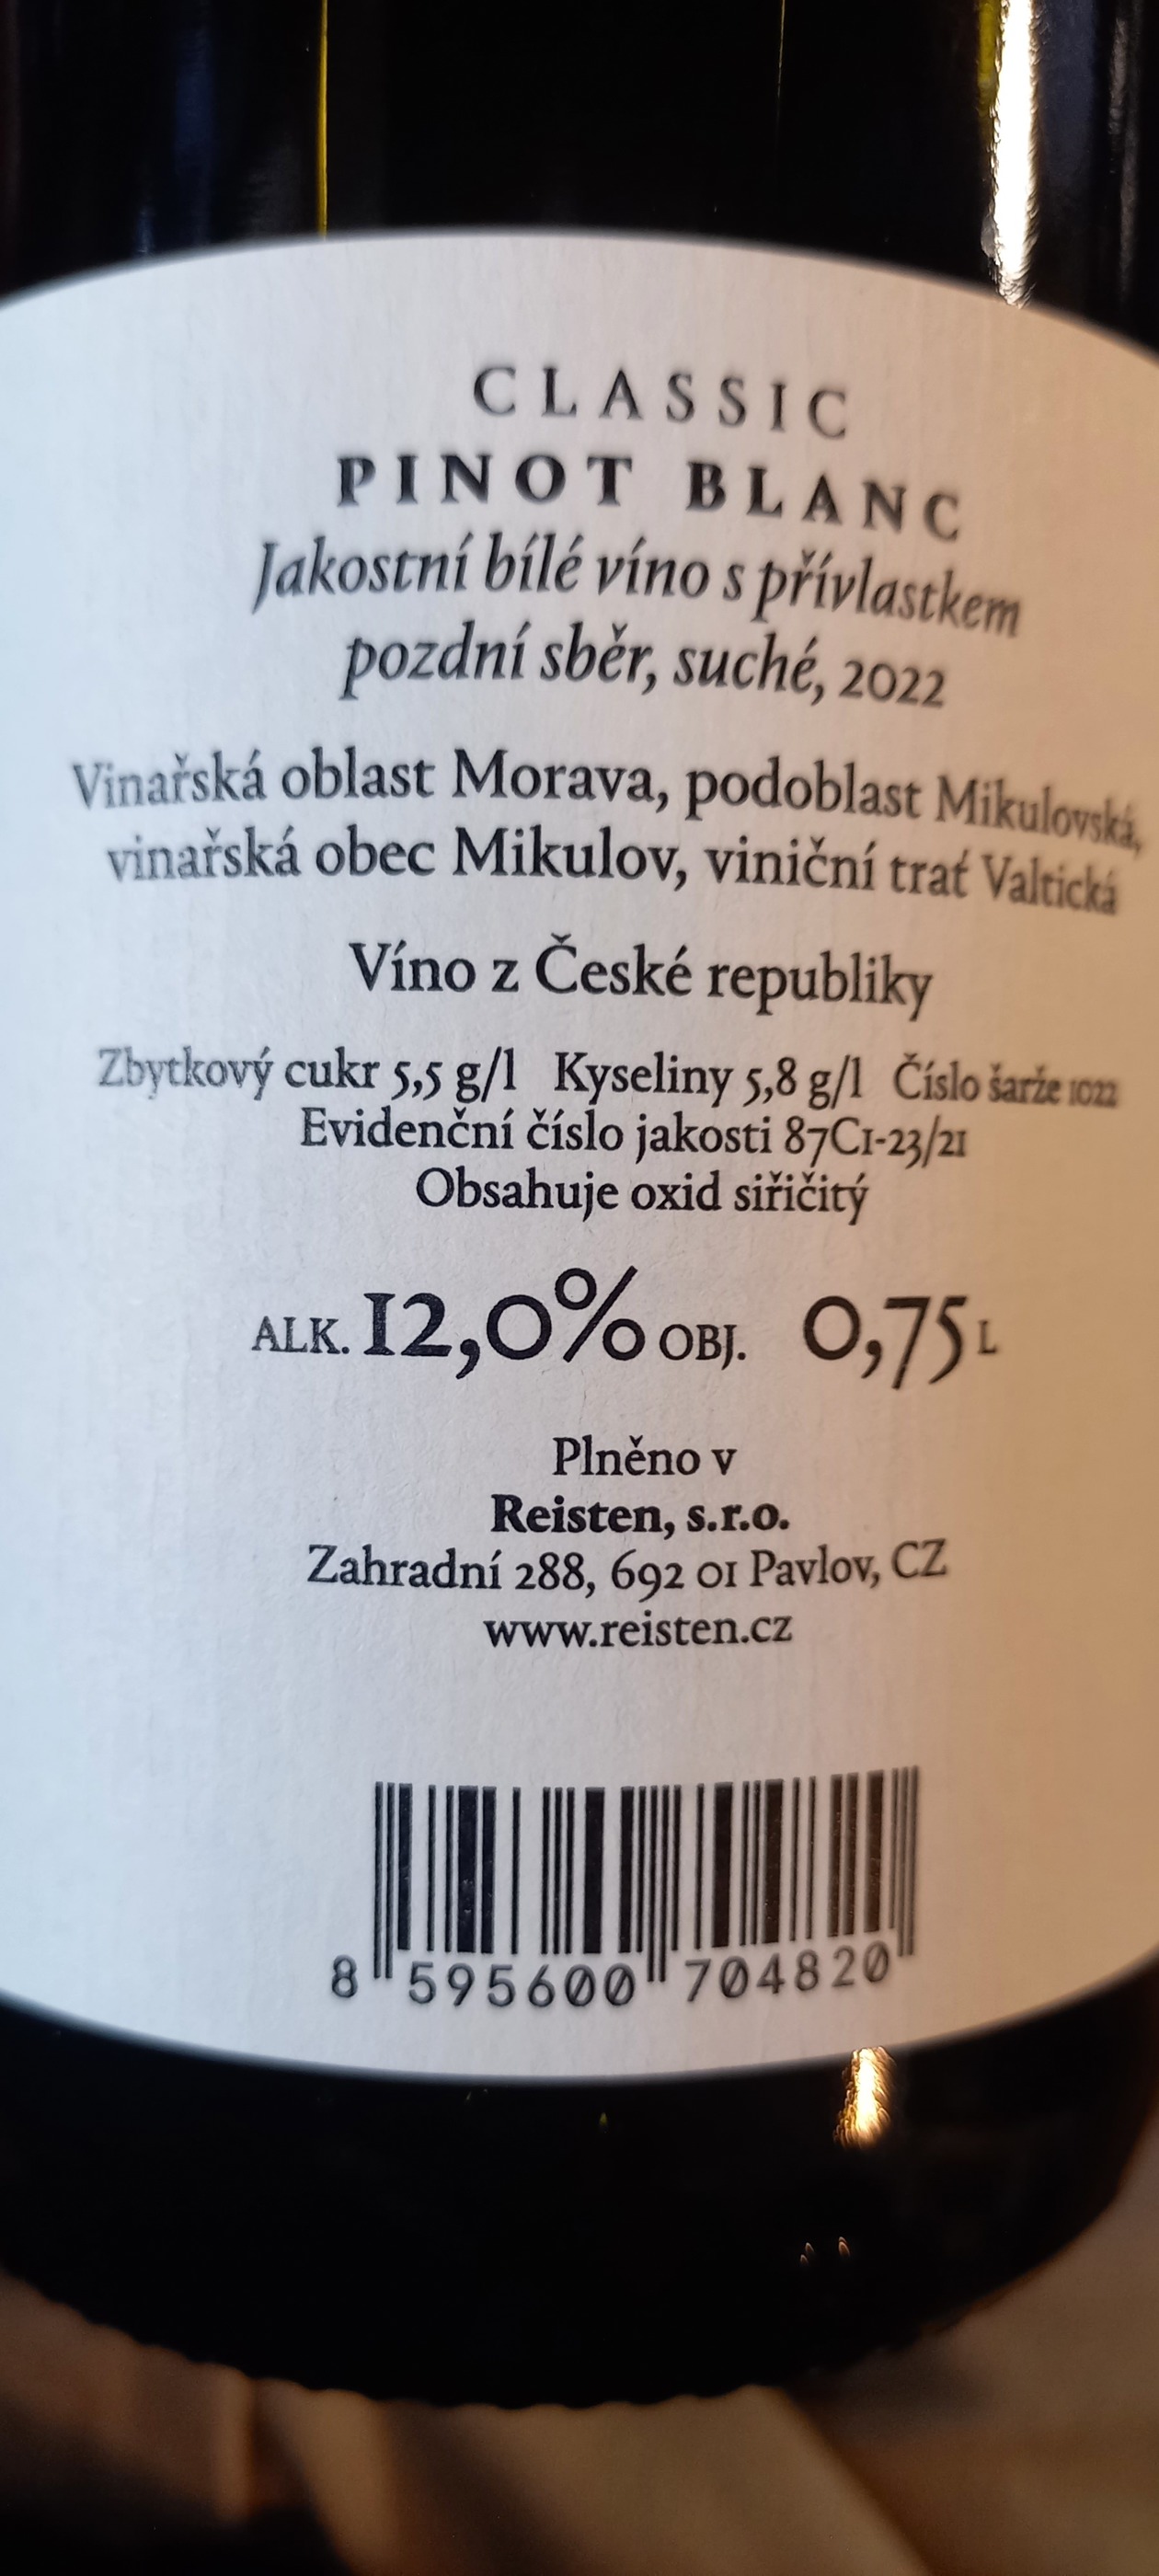 CLASSIC
PINOT BLANC
Jakostní bílé víno s přívlastkem
pozdní sběr, suché, 2022
Vinařská oblast Morava, podoblast Mikulovská,
vinařská obec Mikulov, viniční trať Valtická
Víno z České republiky
Zbytkový cukr 5,5 g/l Kyseliny 5,8 g/l Číslo šarže 1022
Evidenční číslo jakosti 87C1-23/21
Obsahuje oxid siřičitý
ALK. 12,0% OBJ. 0,75 L
Plněno v
Reisten, s.r.o.
Zahradní 288, 692 01 Pavlov, CZ
www.reisten.cz
8 595600 704820